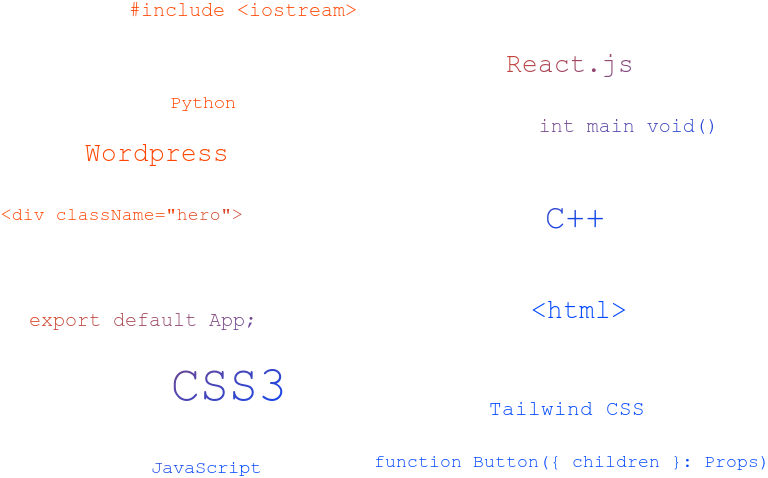 #include <iostream>
React.js
Python
int main void()
Wordpress
<div className="hero">
C++
<html>
export default App;
CSS3
Tailwind CSS
function Button({ children }: Props)
JavaScript